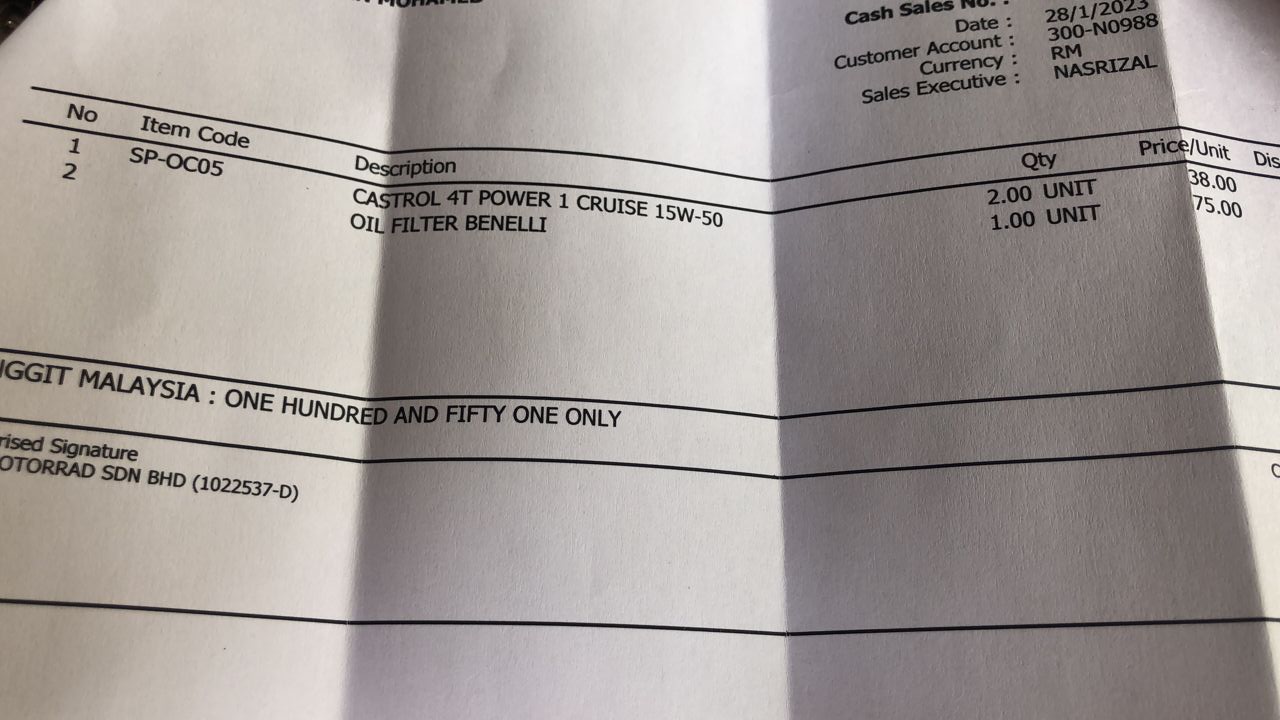 MOHAMED
Cash Sales No. :
Date : 28/1/2023
Customer Account : 300-N0988
Currency : RM
Sales Executive : NASRIZAL
No Item Code Description Qty Price/Unit Dis
1 SP-OC05 CASTROL 4T POWER 1 CRUISE 15W-50 2.00 UNIT 38.00
2 OIL FILTER BENELLI 1.00 UNIT 75.00
NGGIT MALAYSIA : ONE HUNDRED AND FIFTY ONE ONLY
rised Signature
OTORRAD SDN BHD (1022537-D)